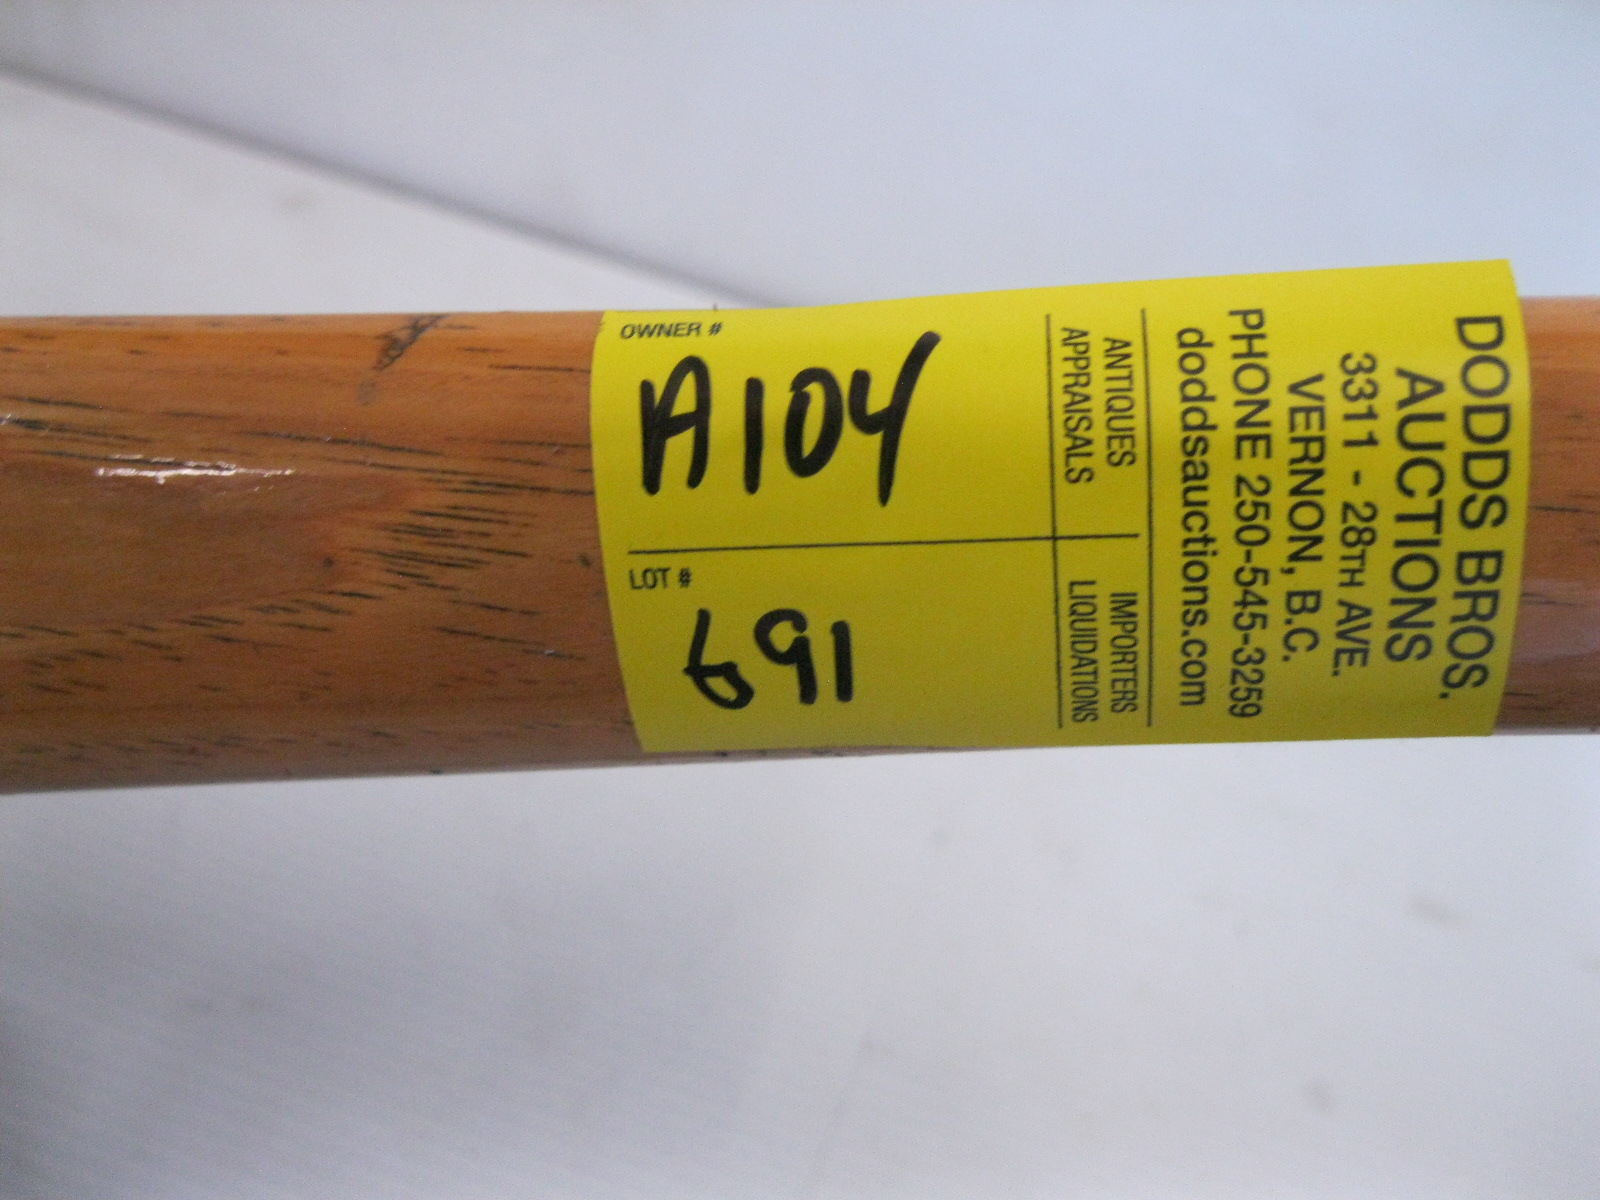 DODDS BROS.
AUCTIONS
3311 - 28TH AVE.
VERNON, B.C.
PHONE 250-545-3259
doddsauctions.com
ANTIQUES IMPORTERS
APPRAISALS LIQUIDATIONS
OWNER #
A104
LOT #
691